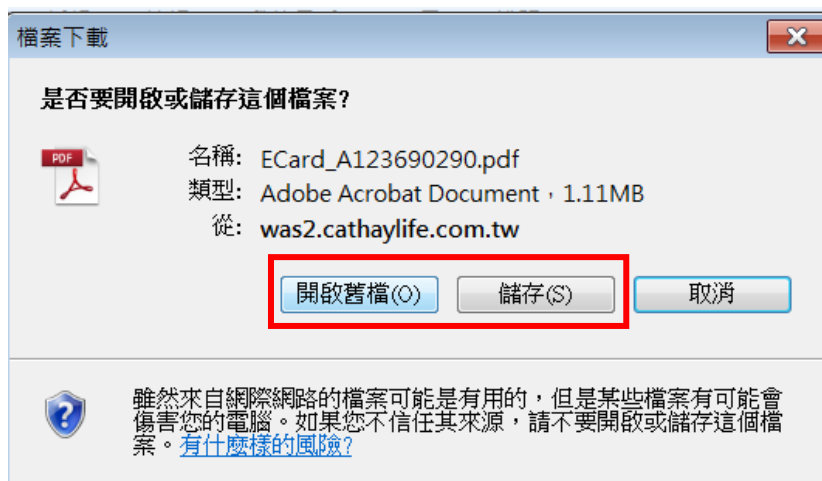 檔案下載
是否要開啟或儲存這個檔案?
PDF
名稱: ECard_A123690290.pdf
類型: Adobe Acrobat Document，1.11MB
從: was2.cathaylife.com.tw
開啟舊檔(O) 儲存(S) 取消
雖然來自網際網路的檔案可能是有用的，但是某些檔案有可能會
傷害您的電腦。如果您不信任其來源，請不要開啟或儲存這個檔
案。有什麼樣的風險?